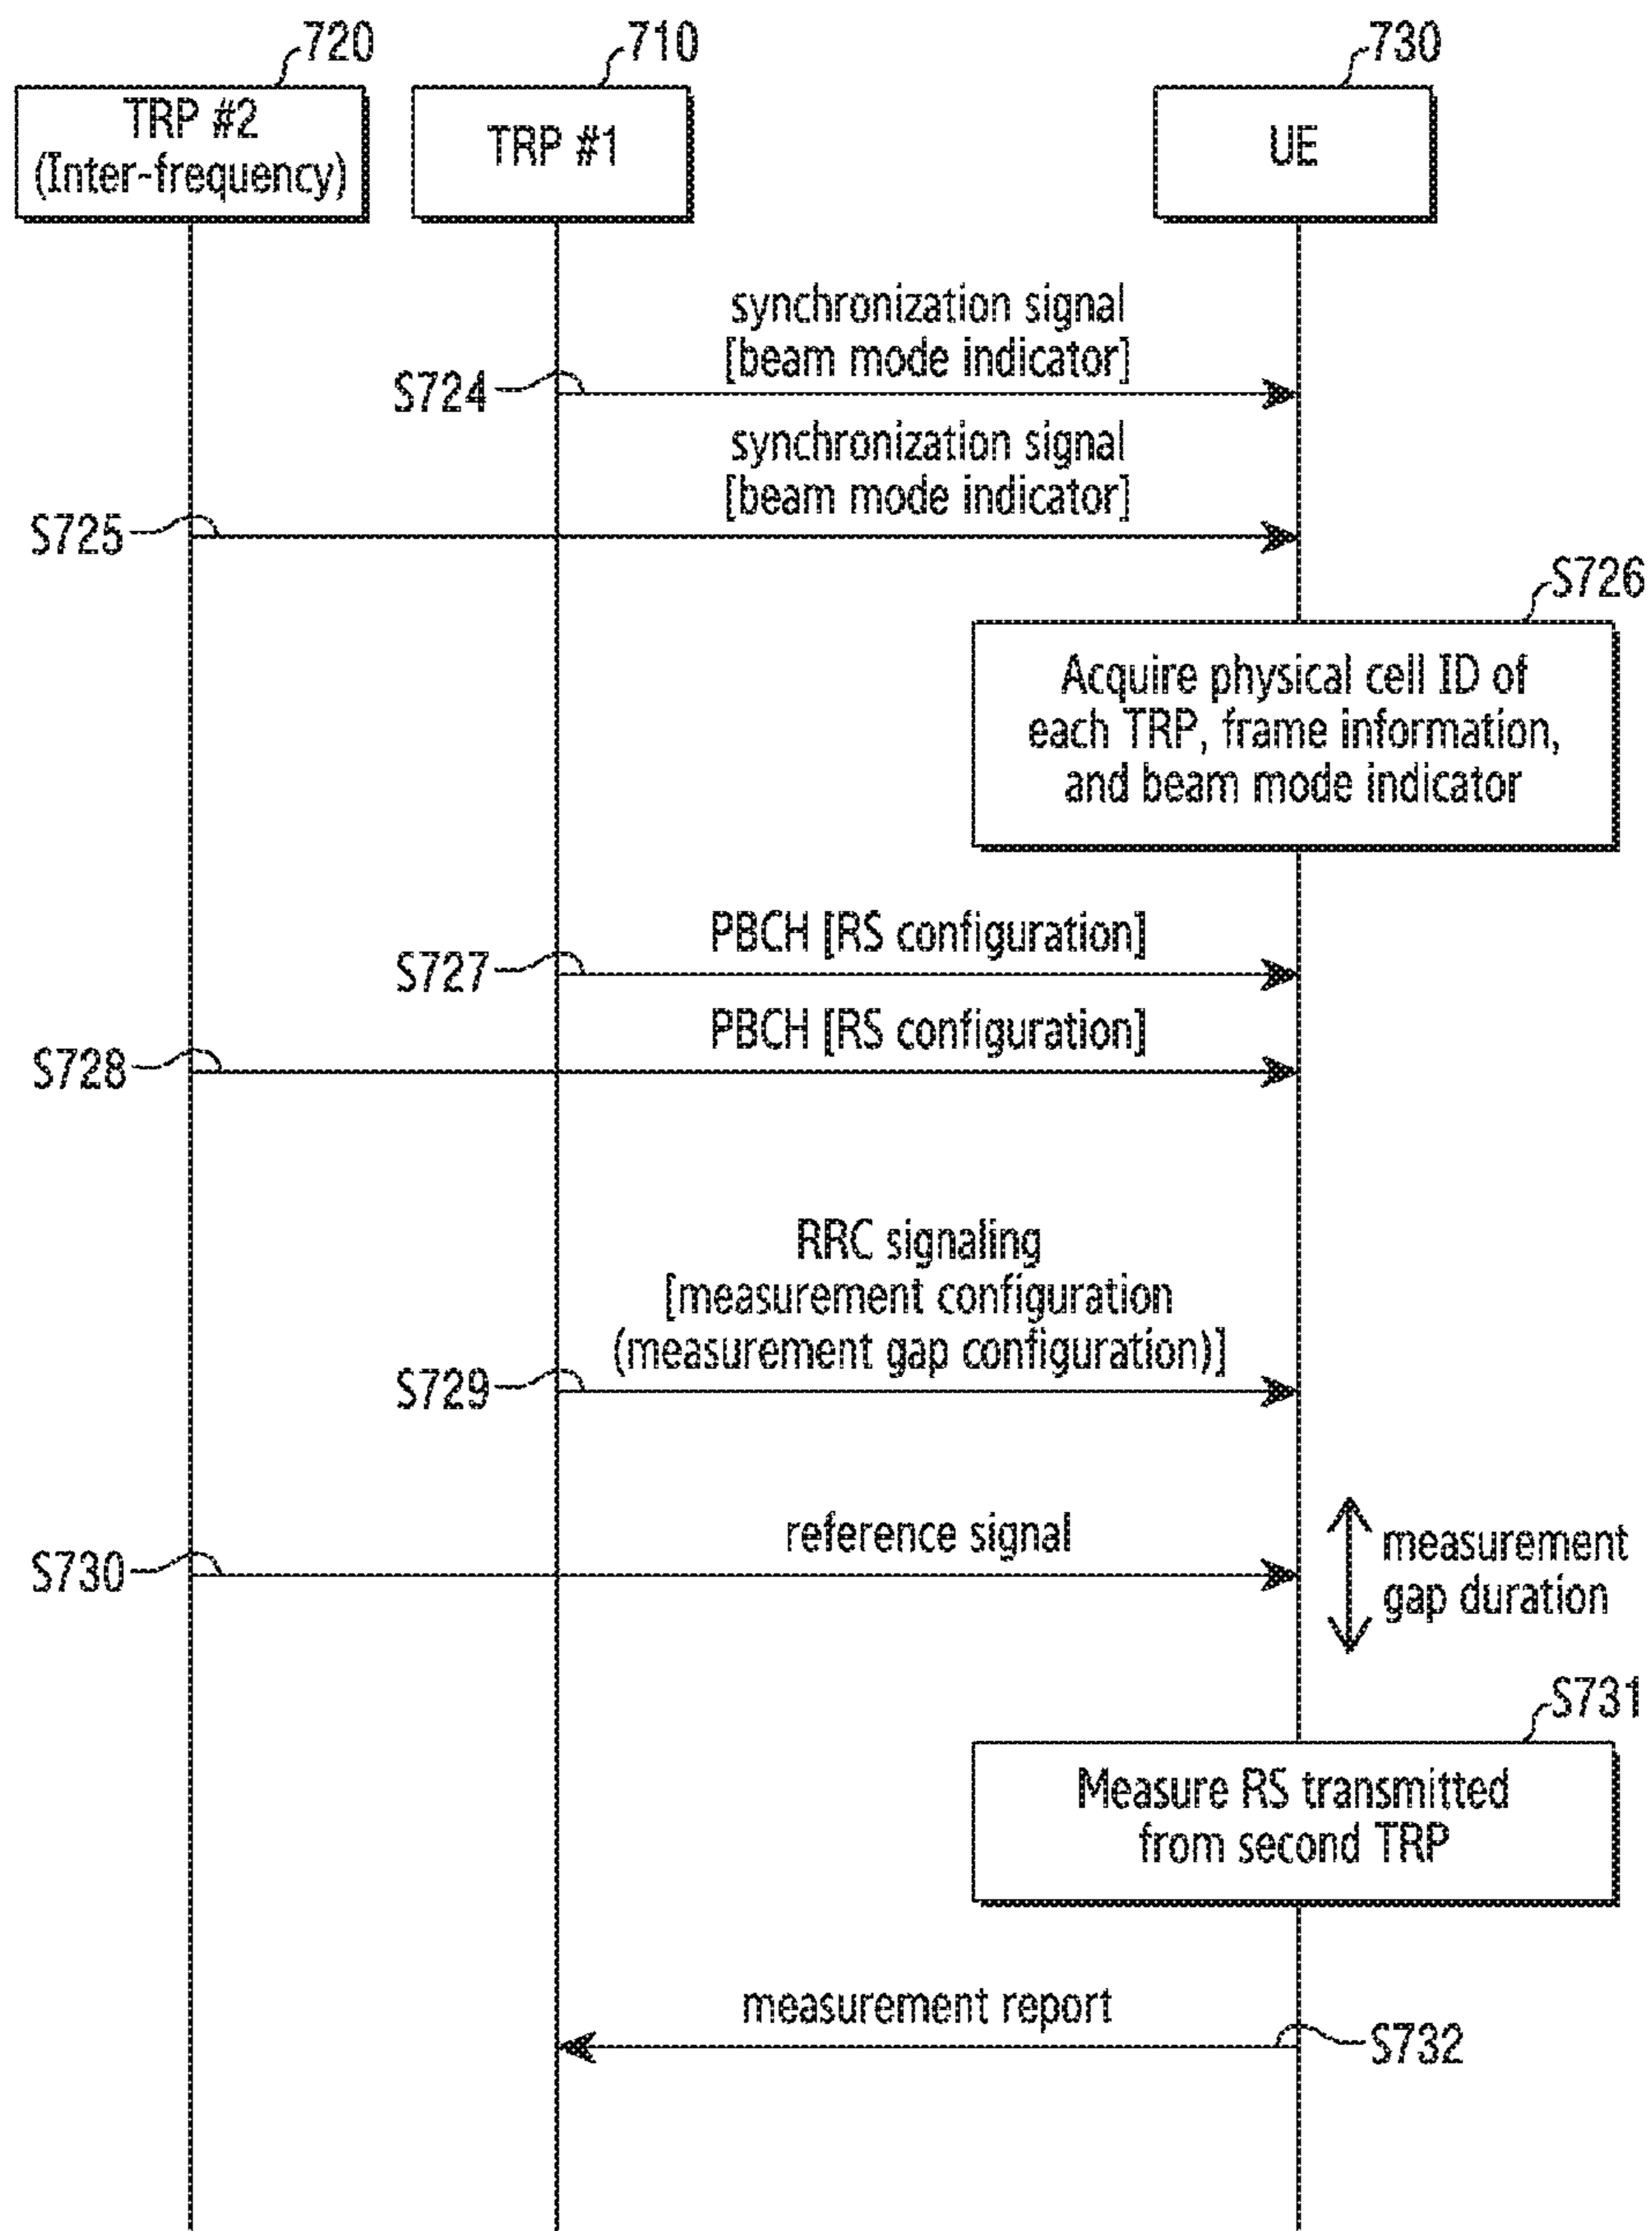 720
710
730
TRP #2
(Inter-frequency)
TRP #1
UE
synchronization signal
[beam mode indicator]
S724
synchronization signal
[beam mode indicator]
S725
S726
Acquire physical cell ID of
each TRP, frame information,
and beam mode indicator
PBCH [RS configuration]
S727
PBCH [RS configuration]
S728
RRC signaling
[measurement configuration
(measurement gap configuration)]
S729
reference signal
S730
measurement
gap duration
S731
Measure RS transmitted
from second TRP
measurement report
S732